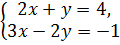 2x + y = 4,
3x − 2y = −1